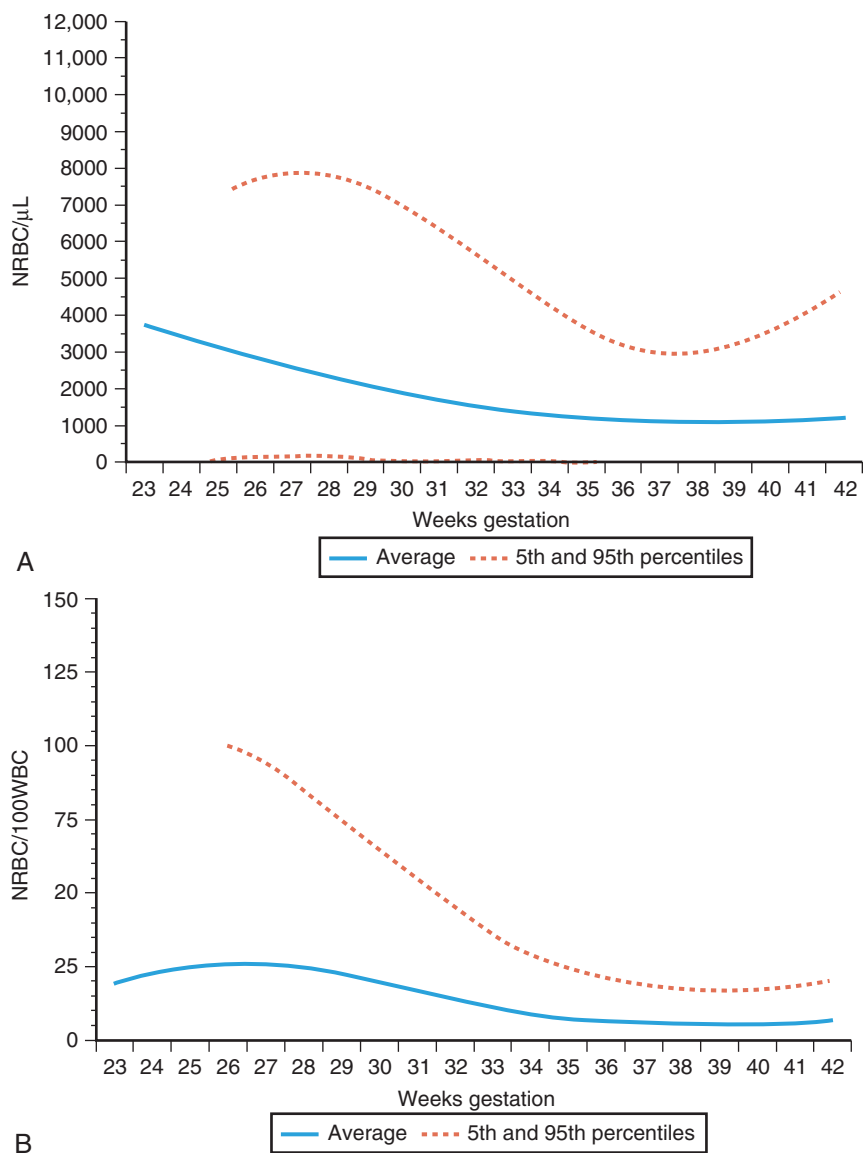 12,000
11,000
10,000
9000
8000
7000
6000
5000
4000
3000
2000
1000
0
NRBC/μL
23 24 25 26 27 28 29 30 31 32 33 34 35 36 37 38 39 40 41 42
Weeks gestation
Average 5th and 95th percentiles
A
150
125
100
75
20
25
0
NRBC/100WBC
23 24 25 26 27 28 29 30 31 32 33 34 35 36 37 38 39 40 41 42
Weeks gestation
Average 5th and 95th percentiles
B